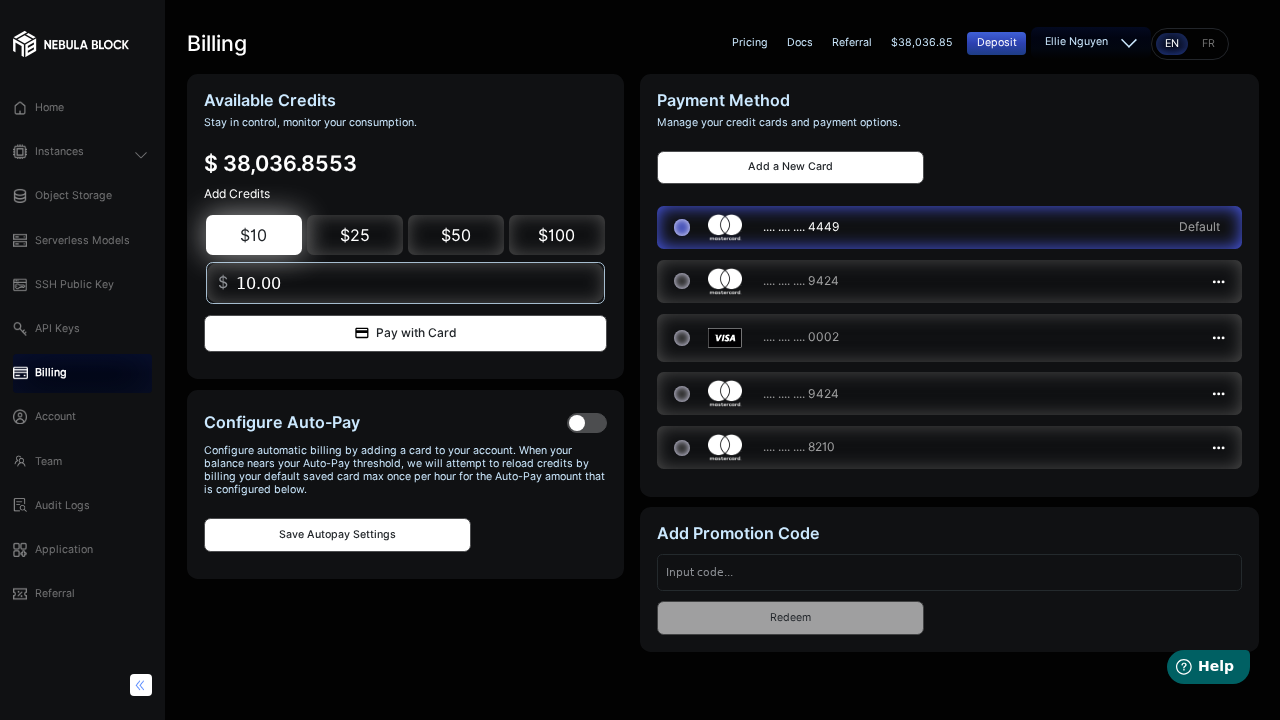 NEBULA BLOCK
Home
Instances
Object Storage
Serverless Models
SSH Public Key
API Keys
Billing
Account
Team
Audit Logs
Application
Referral
Billing
Pricing
Docs
Referral
$38,036.85
Deposit
Ellie Nguyen
EN
FR
Available Credits
Stay in control, monitor your consumption.
$ 38,036.8553
Add Credits
$10
$25
$50
$100
$ 10.00
Pay with Card
Configure Auto-Pay
Configure automatic billing by adding a card to your account. When your
balance nears your Auto-Pay threshold, we will attempt to reload credits by
billing your default saved card max once per hour for the Auto-Pay amount that
is configured below.
Save Autopay Settings
Payment Method
Manage your credit cards and payment options.
Add a New Card
mastercard .... .... .... 4449 Default
mastercard .... .... .... 9424
VISA .... .... .... 0002
mastercard .... .... .... 9424
mastercard .... .... .... 8210
Add Promotion Code
Input code...
Redeem
Help